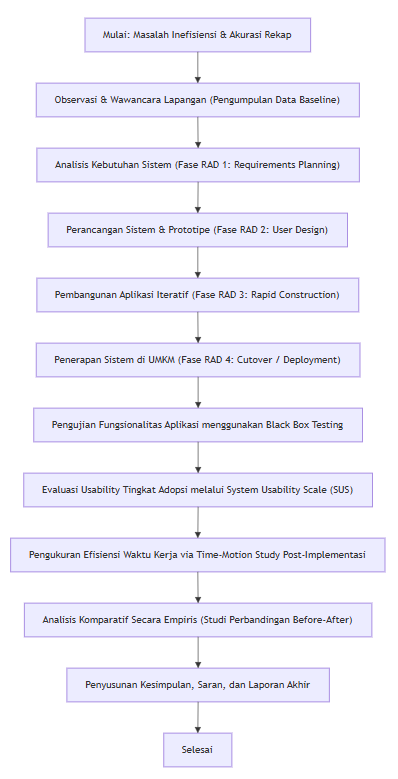 Mulai: Masalah Inefisiensi & Akurasi Rekap
Observasi & Wawancara Lapangan (Pengumpulan Data Baseline)
Analisis Kebutuhan Sistem (Fase RAD 1: Requirements Planning)
Perancangan Sistem & Prototipe (Fase RAD 2: User Design)
Pembangunan Aplikasi Iteratif (Fase RAD 3: Rapid Construction)
Penerapan Sistem di UMKM (Fase RAD 4: Cutover / Deployment)
Pengujian Fungsionalitas Aplikasi menggunakan Black Box Testing
Evaluasi Usability Tingkat Adopsi melalui System Usability Scale (SUS)
Pengukuran Efisiensi Waktu Kerja via Time-Motion Study Post-Implementasi
Analisis Komparatif Secara Empiris (Studi Perbandingan Before-After)
Penyusunan Kesimpulan, Saran, dan Laporan Akhir
Selesai